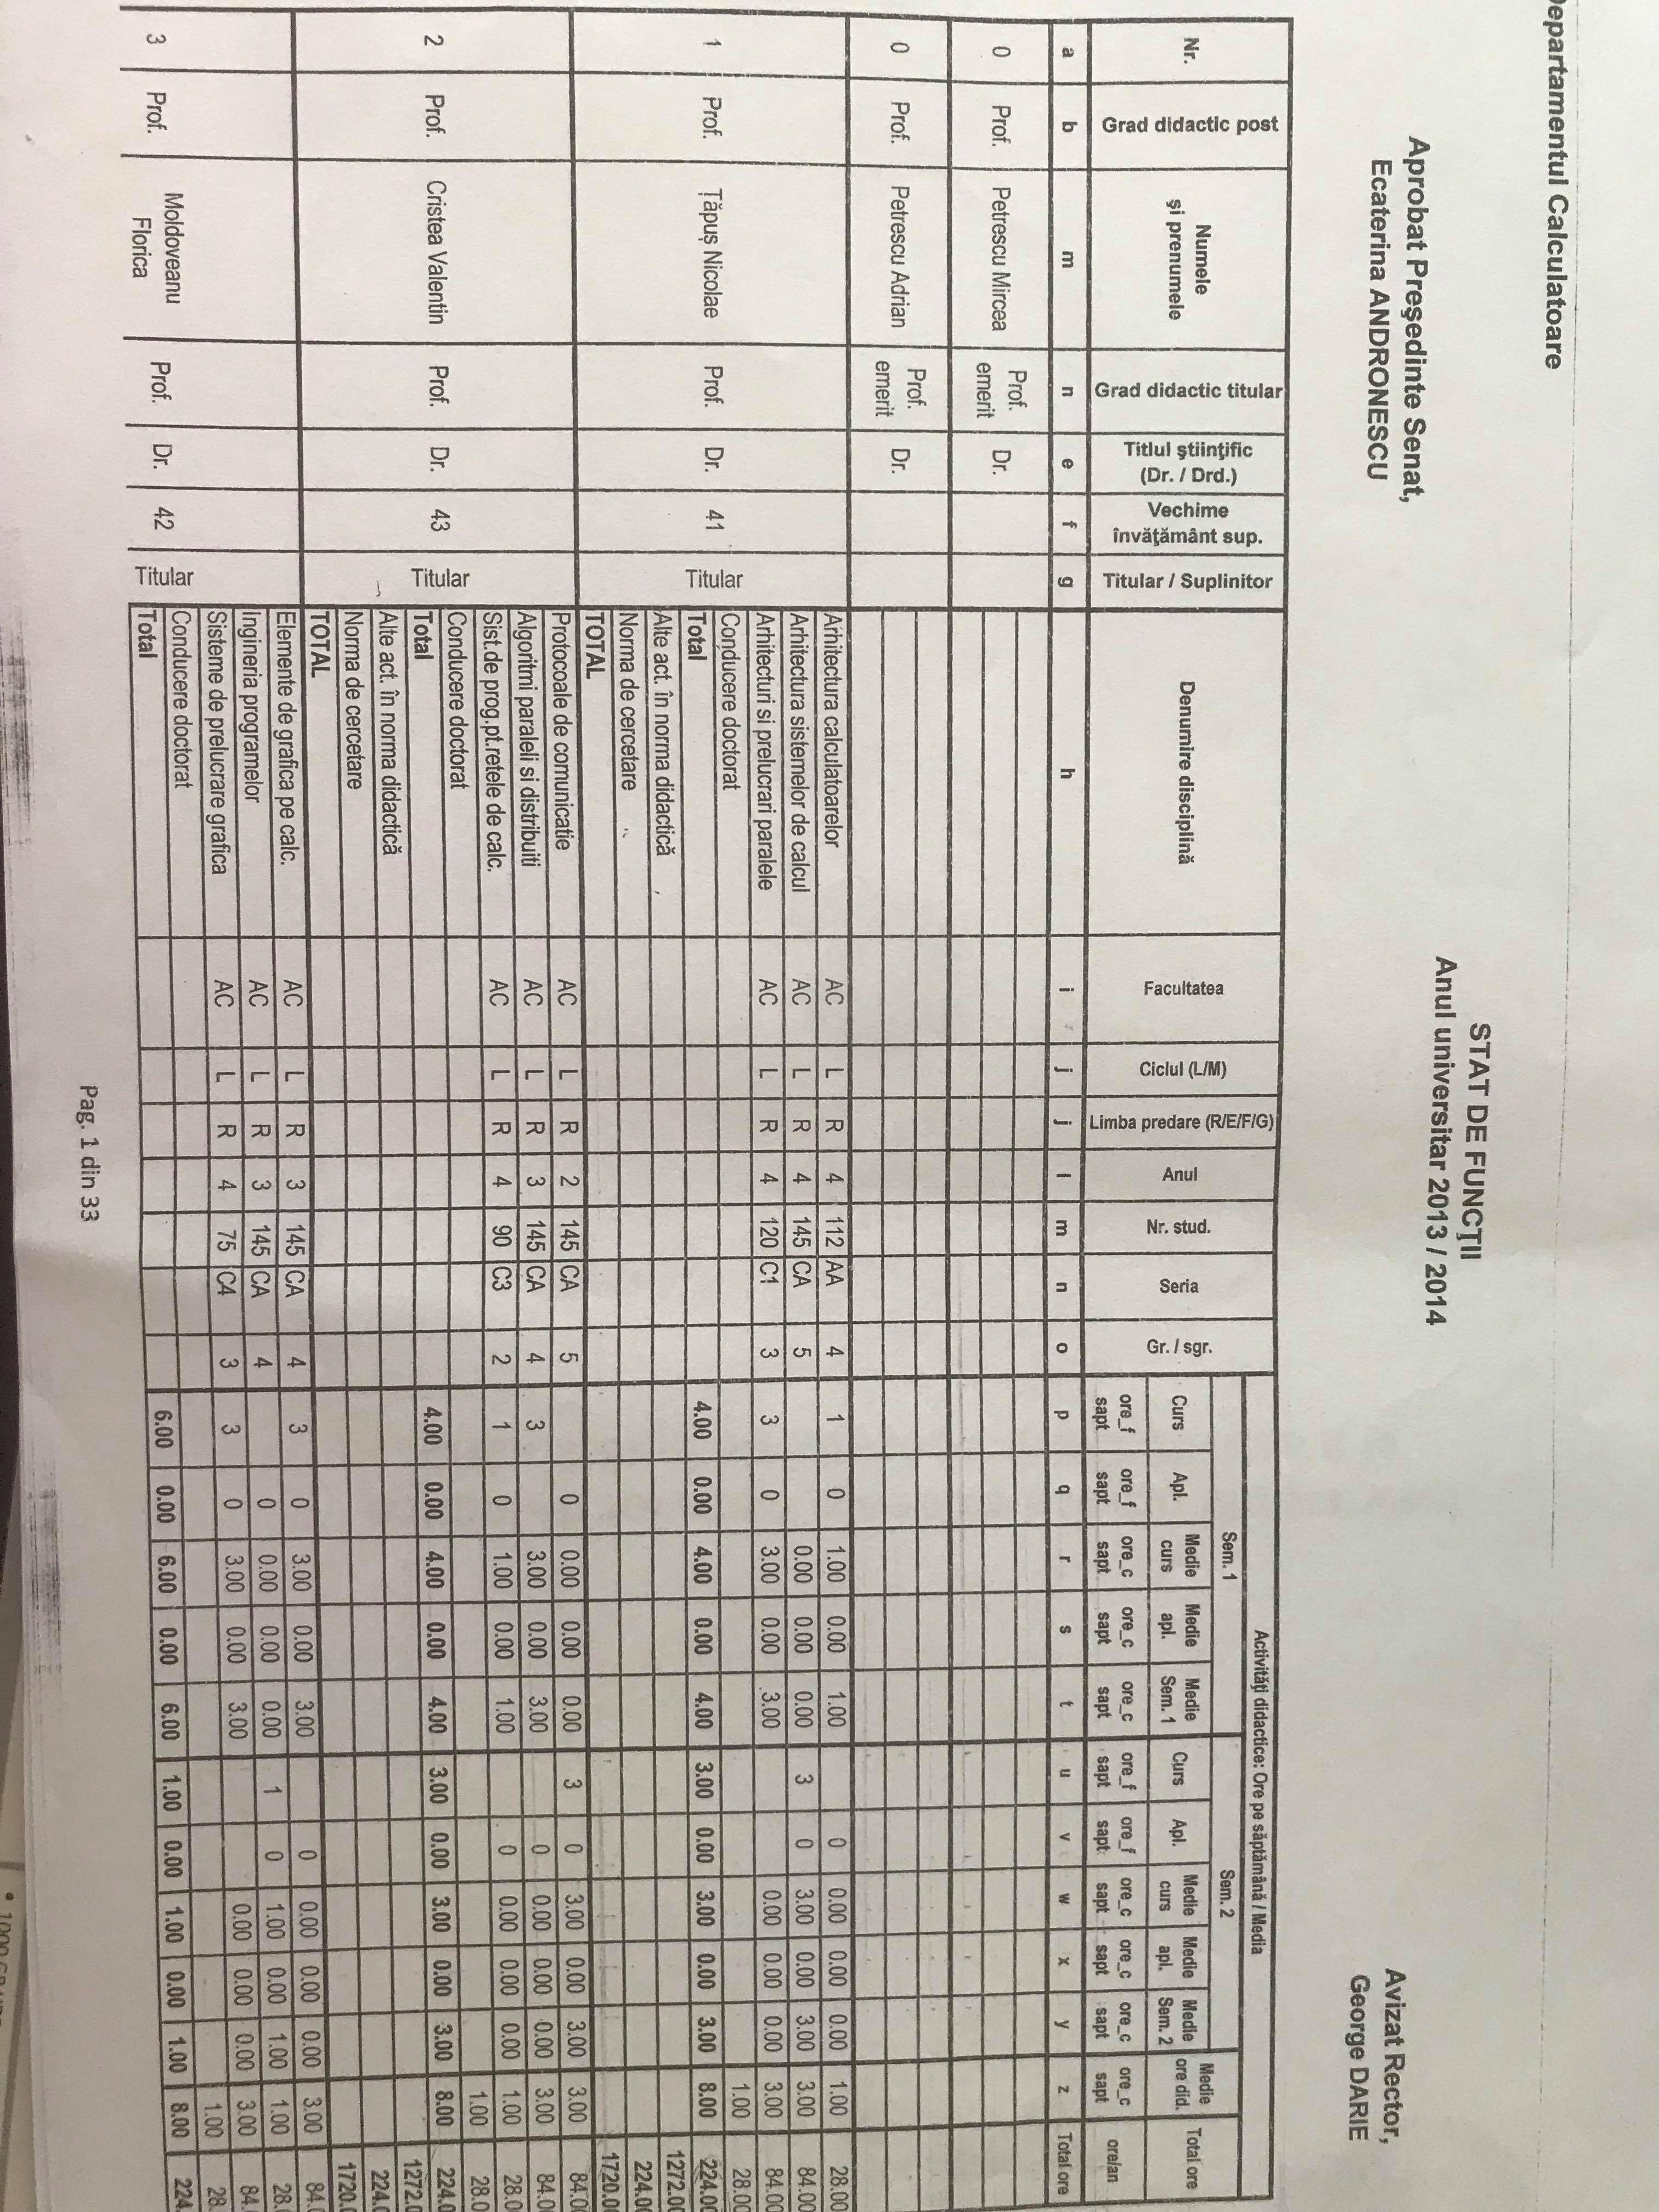 Departamentul Calculatoare
STAT DE FUNCŢII
Anul universitar 2013 / 2014
Aprobat Preşedinte Senat,
Ecaterina ANDRONESCU
Avizat Rector,
George DARIE
Nr. Grad didactic post Numele şi prenumele Grad didactic titular Titlul ştiinţific (Dr. / Drd.) Vechime învăţământ sup. Titular / Suplinitor Denumire disciplină Facultatea Ciclul (L/M) Limba predare (R/E/F/G) Anul Nr. stud. Seria Gr. / sgr.
Activităţi didactice: Ore pe săptămână / Media
Sem. 1 Sem. 2 Medie ore did. Total ore
Curs Apl. Medie curs Medie apl. Medie Sem. 1 Curs Apl. Medie curs Medie apl. Medie Sem. 2
ore_f sapt ore_f sapt ore_c sapt ore_c sapt ore_c sapt ore_f sapt ore_f sapt ore_c sapt ore_c sapt ore_c sapt ore_c sapt ore/an
a b m n e f g h i j j l m n o p q r s t u v w x y z Total ore
0 Prof. Petrescu Mircea Prof. emerit Dr.
0 Prof. Petrescu Adrian Prof. emerit Dr.
1 Prof. Țăpuș Nicolae Prof. Dr. 41 Titular
Arhitectura calculatoarelor AC L R 4 112 AA 4 1 0 1.00 0.00 1.00 0 0.00 0.00 0.00 1.00 28.00
Arhitectura sistemelor de calcul AC L R 4 145 CA 5 0.00 0.00 0.00 3 0 3.00 0.00 3.00 3.00 84.00
Arhitecturi si prelucrari paralele AC L R 4 120 C1 3 3 0 3.00 0.00 3.00 0.00 0.00 0.00 3.00 84.00
Conducere doctorat 1.00 28.00
Total 4.00 0.00 4.00 0.00 4.00 3.00 0.00 3.00 0.00 3.00 8.00 224.00
Alte act. în norma didactică 1272.00
Norma de cercetare 224.00
TOTAL 1720.00
2 Prof. Cristea Valentin Prof. Dr. 43 Titular
Protocoale de comunicatie AC L R 2 145 CA 5 0 0.00 0.00 0.00 3 0 3.00 0.00 3.00 3.00 84.0
Algoritmi paraleli si distribuiti AC L R 3 145 CA 4 3 3.00 0.00 3.00 0 0.00 0.00 0.00 3.00 84.0
Sist.de prog.pt.retele de calc. AC L R 4 90 C3 2 1 0 1.00 0.00 1.00 0 0.00 0.00 0.00 1.00 28.0
Conducere doctorat 1.00 28.0
Total 4.00 0.00 4.00 0.00 4.00 3.00 0.00 3.00 0.00 3.00 8.00 224.0
Alte act. în norma didactică 1272.0
Norma de cercetare 224.0
TOTAL 1720.0
3 Prof. Moldoveanu Florica Prof. Dr. 42 Titular
Elemente de grafica pe calc. AC L R 3 145 CA 4 3 0 3.00 0.00 3.00 0 0.00 0.00 0.00 3.00 84.
Ingineria programelor AC L R 3 145 CA 4 0 0.00 0.00 0.00 1 0 1.00 0.00 1.00 1.00 28.
Sisteme de prelucrare grafica AC L R 4 75 C4 3 3 0 3.00 0.00 3.00 0.00 0.00 0.00 3.00 84.
Conducere doctorat 1.00 28.
Total 6.00 0.00 6.00 0.00 6.00 1.00 0.00 1.00 0.00 1.00 8.00 224.
Pag. 1 din 33